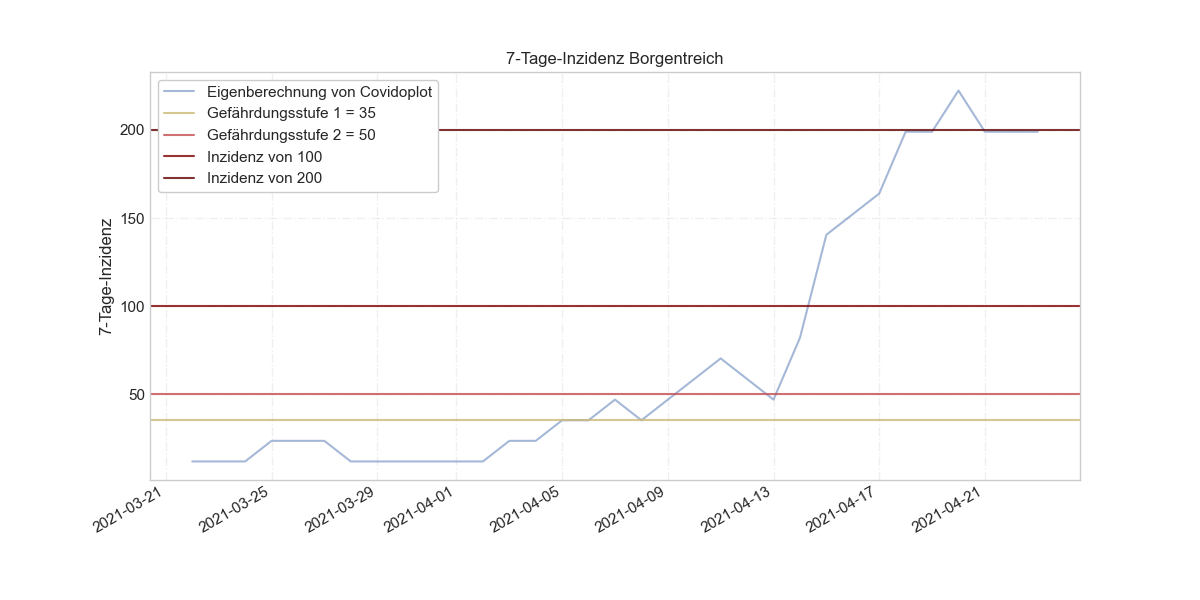 7-Tage-Inzidenz Borgentreich
Eigenberechnung von Covidoplot
Gefährdungsstufe 1 = 35
Gefährdungsstufe 2 = 50
Inzidenz von 100
Inzidenz von 200
7-Tage-Inzidenz
200
150
100
50
2021-03-21
2021-03-25
2021-03-29
2021-04-01
2021-04-05
2021-04-09
2021-04-13
2021-04-17
2021-04-21